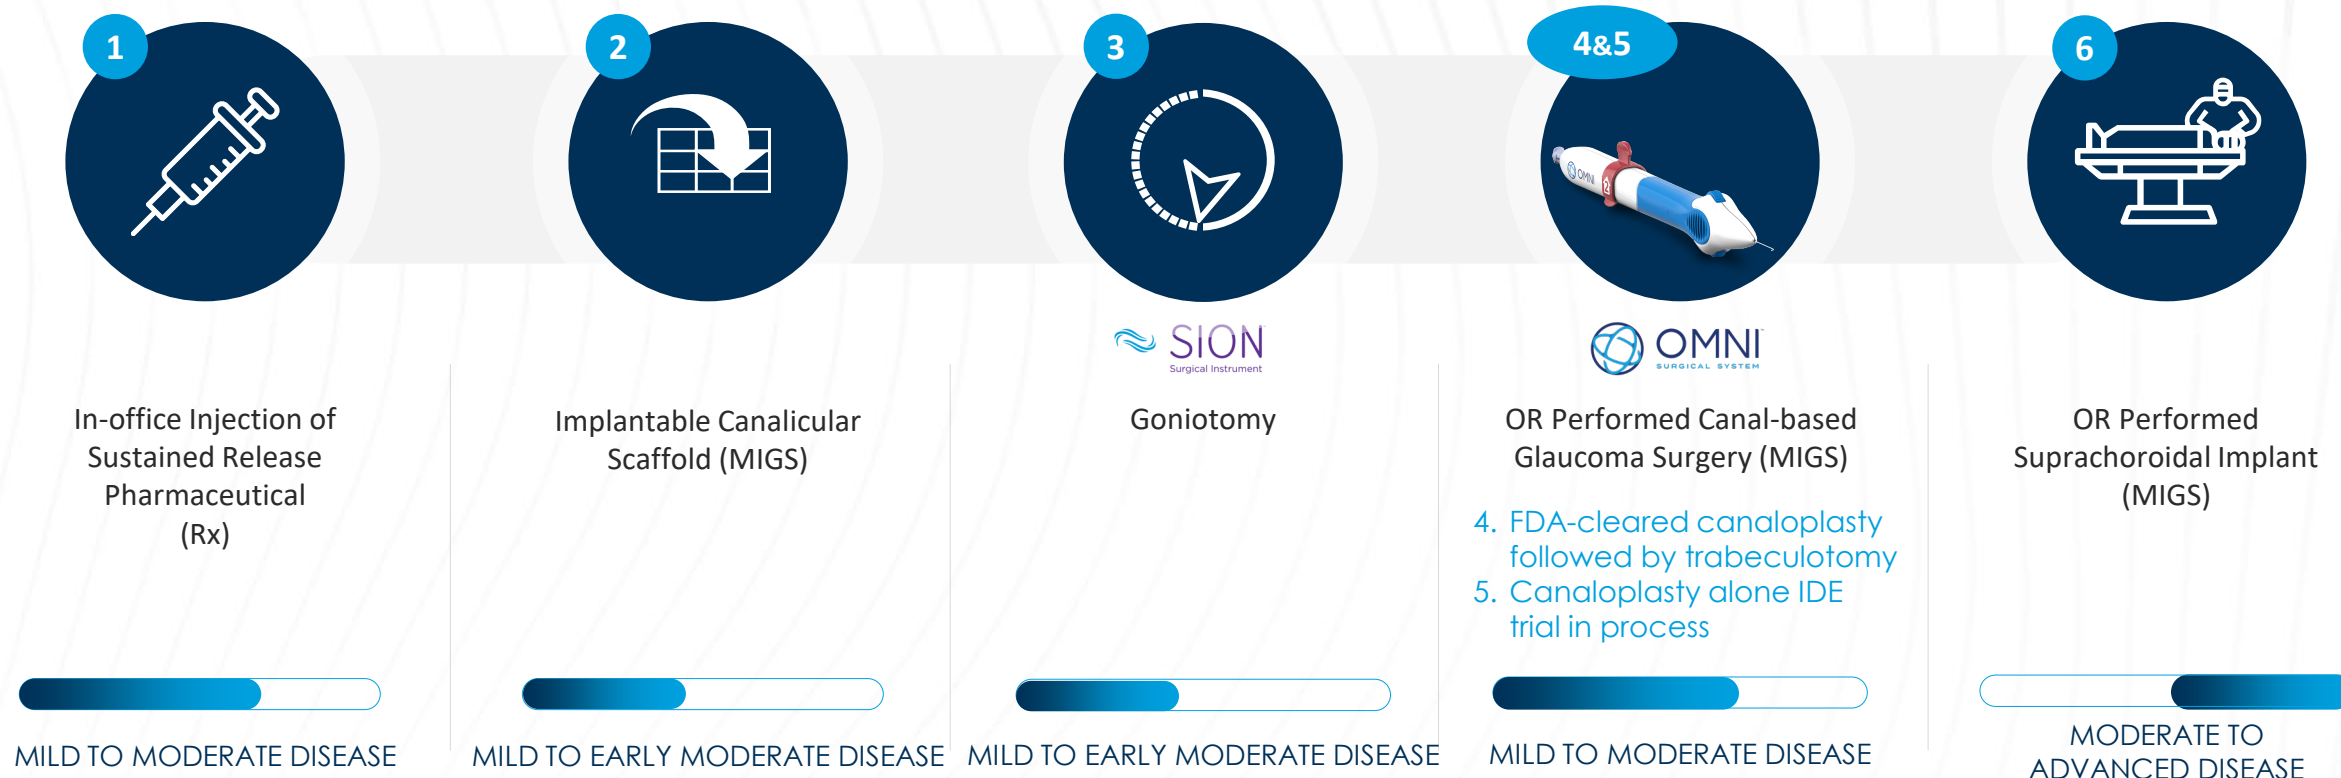 1
2
3
4&5
6
OMNI
2
SION
Surgical Instrument
OMNI™
SURGICAL SYSTEM
In-office Injection of
Sustained Release
Pharmaceutical
(Rx)
Implantable Canalicular
Scaffold (MIGS)
Goniotomy
OR Performed Canal-based
Glaucoma Surgery (MIGS)
4. FDA-cleared canaloplasty
followed by trabeculotomy
5. Canaloplasty alone IDE
trial in process
OR Performed
Suprachoroidal Implant
(MIGS)
MILD TO MODERATE DISEASE
MILD TO EARLY MODERATE DISEASE
MILD TO EARLY MODERATE DISEASE
MILD TO MODERATE DISEASE
MODERATE TO
ADVANCED DISEASE